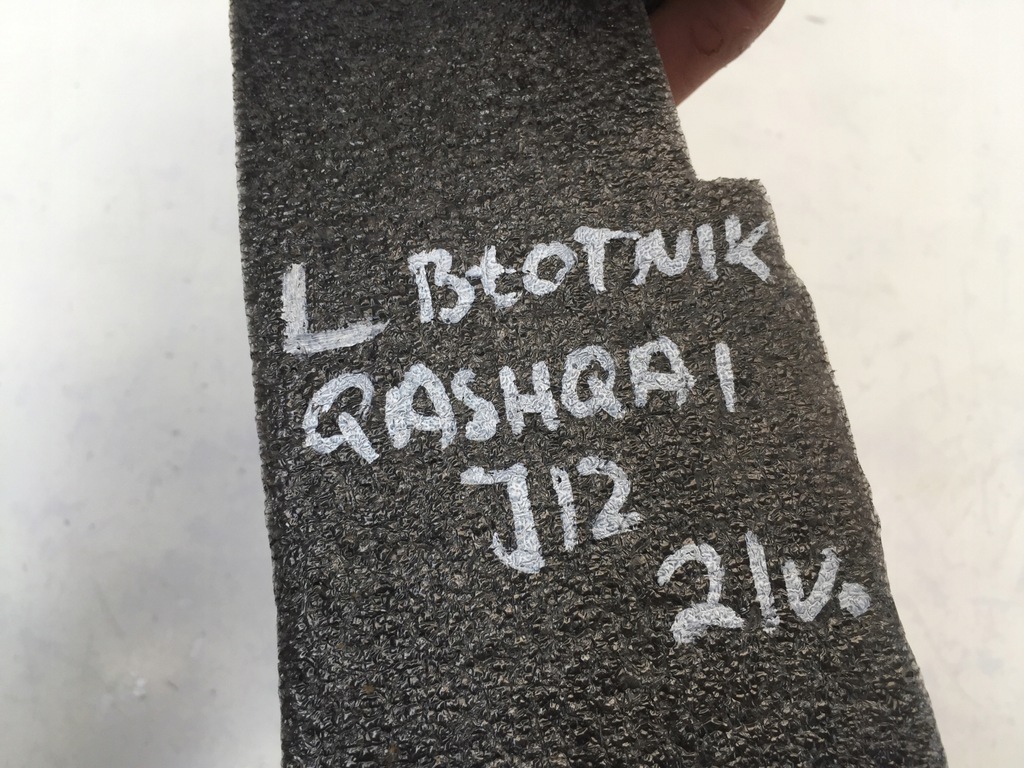 L BŁOTNIK
QASHQAI
J12
21v.